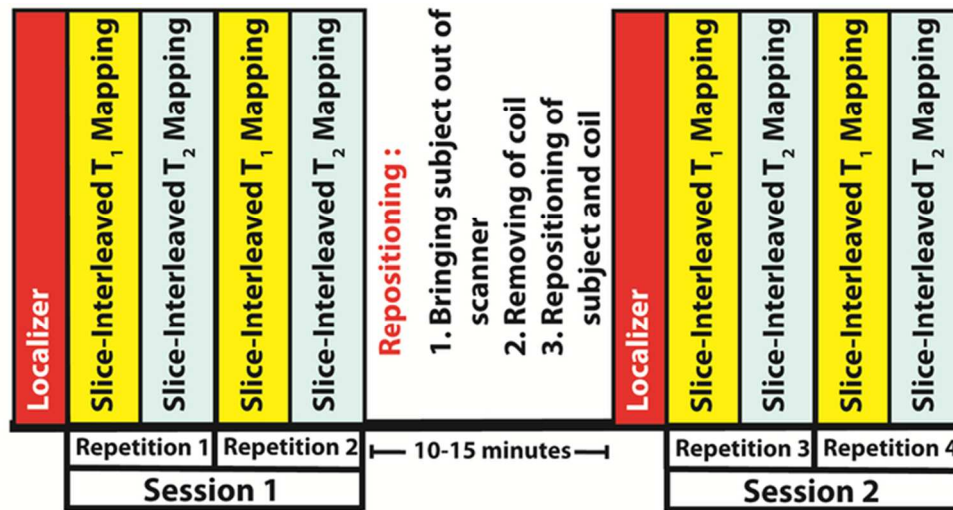 Localizer
Slice-Interleaved T₁ Mapping
Slice-Interleaved T₂ Mapping
Slice-Interleaved T₁ Mapping
Slice-Interleaved T₂ Mapping
Repositioning :
1. Bringing subject out of
scanner
2. Removing of coil
3. Repositioning of
subject and coil
Localizer
Slice-Interleaved T₁ Mapping
Slice-Interleaved T₂ Mapping
Slice-Interleaved T₁ Mapping
Slice-Interleaved T₂ Mapping
Repetition 1
Repetition 2
10-15 minutes
Repetition 3
Repetition 4
Session 1
Session 2